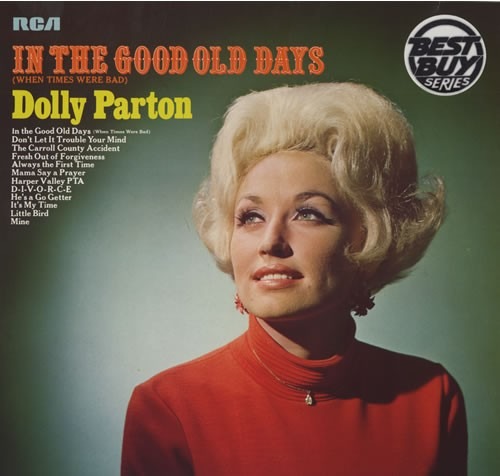 RCA
IN THE GOOD OLD DAYS
(WHEN TIMES WERE BAD)
Dolly Parton
In the Good Old Days (When Times Were Bad)
Don't Let It Trouble Your Mind
The Carroll County Accident
Fresh Out of Forgiveness
Always the First Time
Mama Say a Prayer
Harper Valley PTA
D-I-V-O-R-C-E
He's a Go Getter
It's My Time
Little Bird
Mine
BEST
BUY
SERIES